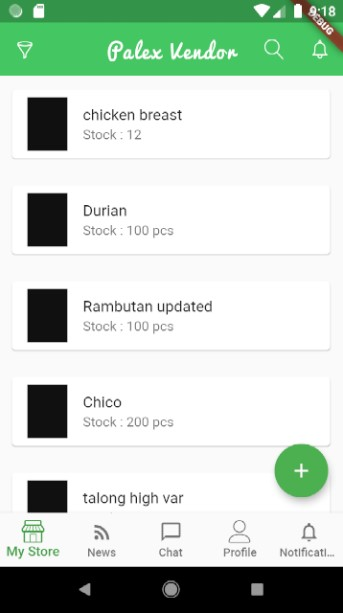 9:18
DEBUG
Palex Vendor
chicken breast
Stock : 12
Durian
Stock : 100 pcs
Rambutan updated
Stock : 100 pcs
Chico
Stock : 200 pcs
talong high var
+
My Store
News
Chat
Profile
Notificati...